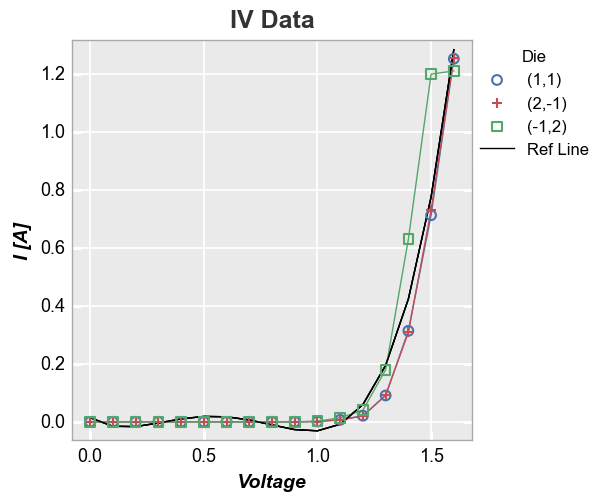 IV Data
Die
(1,1)
(2,-1)
(-1,2)
Ref Line
I [A]
1.2
1.0
0.8
0.6
0.4
0.2
0.0
0.0 0.5 1.0 1.5
Voltage